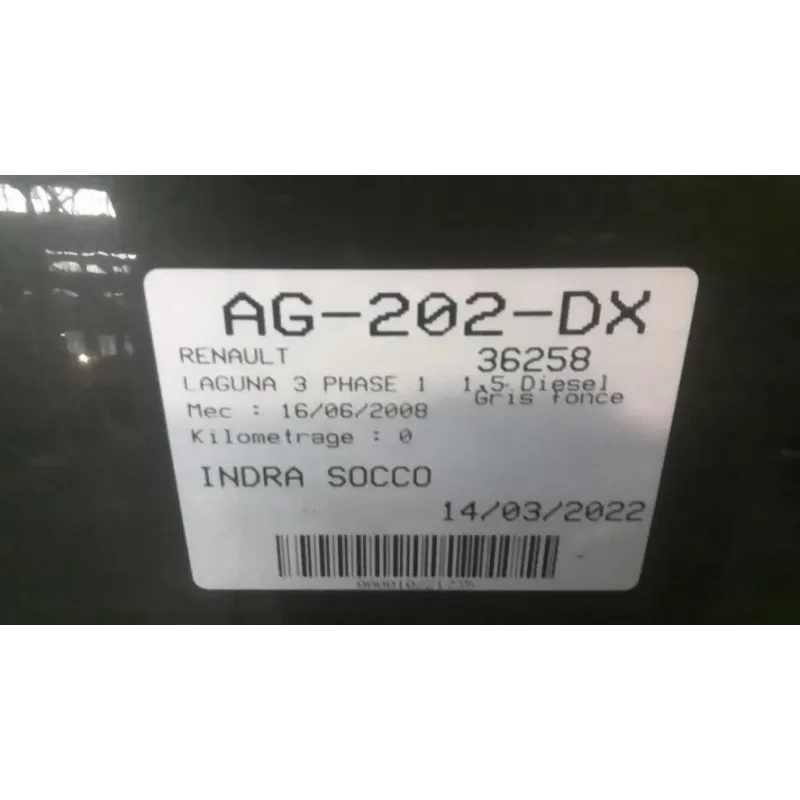 AG-202-DX
RENAULT 36258
LAGUNA 3 PHASE 1 1.5 Diesel
Gris fonce
Mec : 16/06/2008
Kilometrage : 0
INDRA SOCCO
14/03/2022